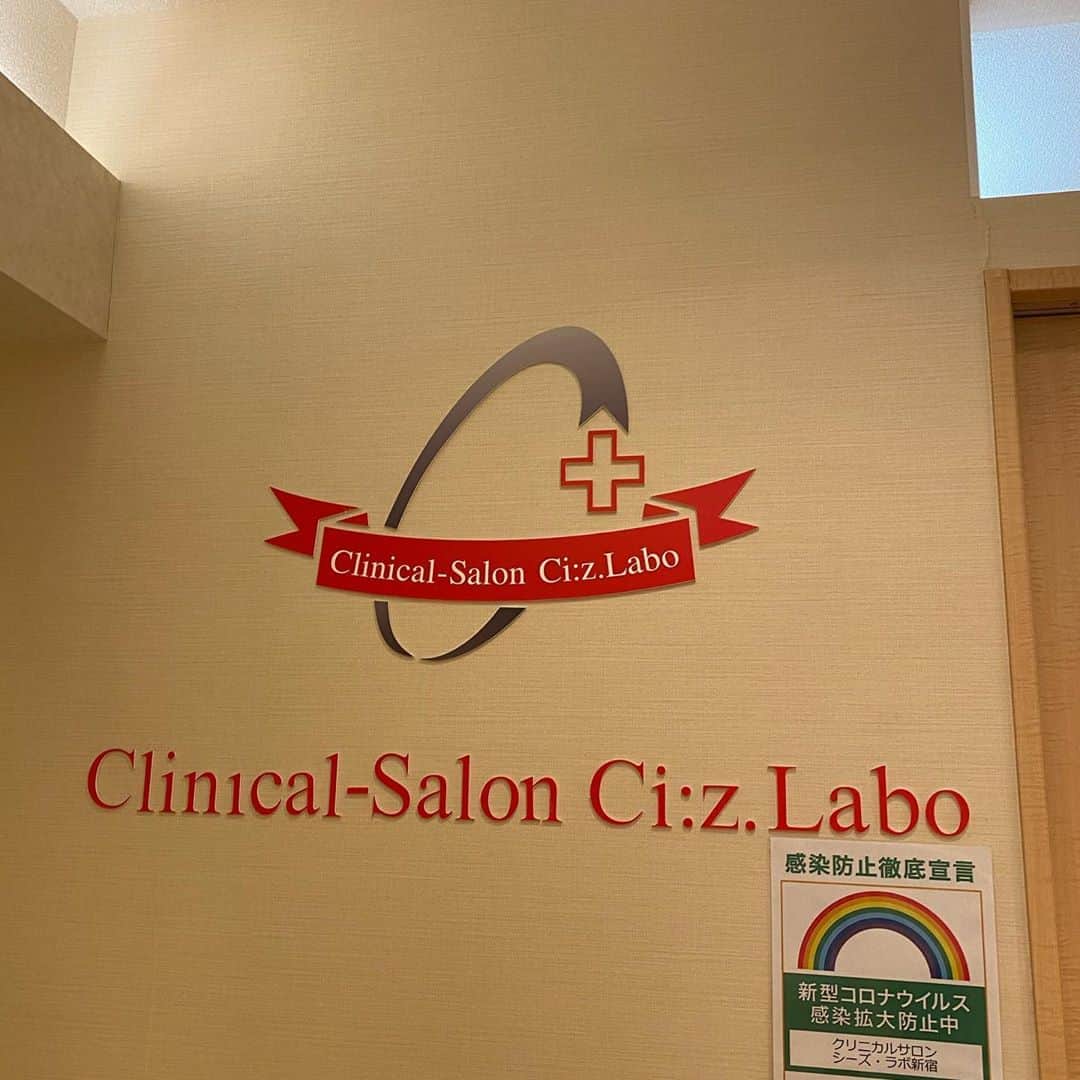 Clinical-Salon Ci:z.Labo
Clinical-Salon Ci:z.Labo
感染防止徹底宣言
新型コロナウイルス
感染拡大防止中
クリニカルサロン
シーズ・ラボ新宿